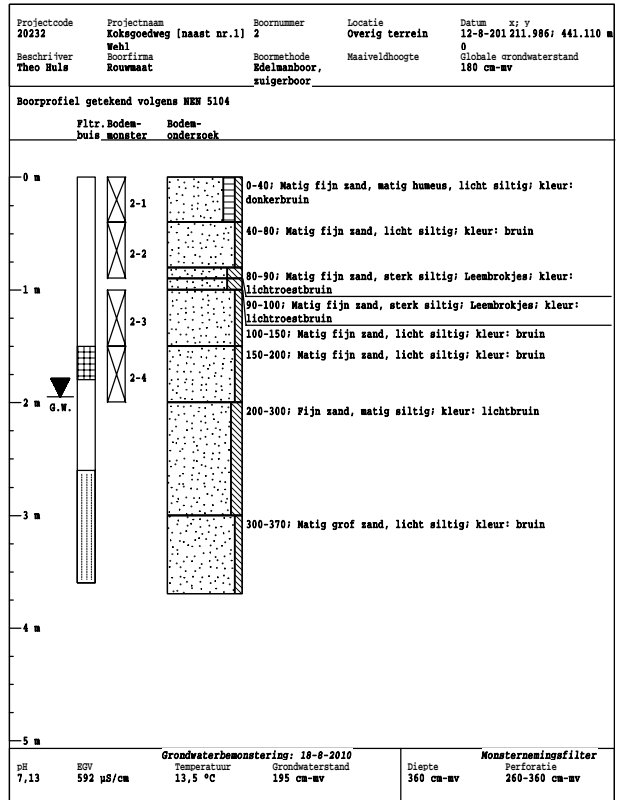 Projectcode Projectnaam Boornummer Locatie Datum x; y
20232 Koksgoedweg [naast nr.1] 2 Overig terrein 12-8-201 211.986; 441.110 m
Wehl 0
Beschrijver Boorfirma Boormethode Maaiveldhoogte Globale grondwaterstand
Theo Huls Rouwmaat Edelmanboor, 180 cm-mv
zuigerboor
Boorprofiel getekend volgens NEN 5104
Fltr. Bodem- Bodem-
buis monster onderzoek
0 m
0-40; Matig fijn zand, matig humeus, licht siltig; kleur:
donkerbruin
2-1
40-80; Matig fijn zand, licht siltig; kleur: bruin
2-2
80-90; Matig fijn zand, sterk siltig; Leembrokjes; kleur:
lichtroestbruin
1 m
90-100; Matig fijn zand, sterk siltig; Leembrokjes; kleur:
lichtroestbruin
2-3
100-150; Matig fijn zand, licht siltig; kleur: bruin
150-200; Matig fijn zand, licht siltig; kleur: bruin
2-4
2 m
G.W.
200-300; Fijn zand, matig siltig; kleur: lichtbruin
3 m
300-370; Matig grof zand, licht siltig; kleur: bruin
4 m
5 m
Grondwaterbemonstering: 18-8-2010 Monsternemingsfilter
pH EGV Temperatuur Grondwaterstand Diepte Perforatie
7,13 592 µS/cm 13,5 ºC 195 cm-mv 360 cm-mv 260-360 cm-mv